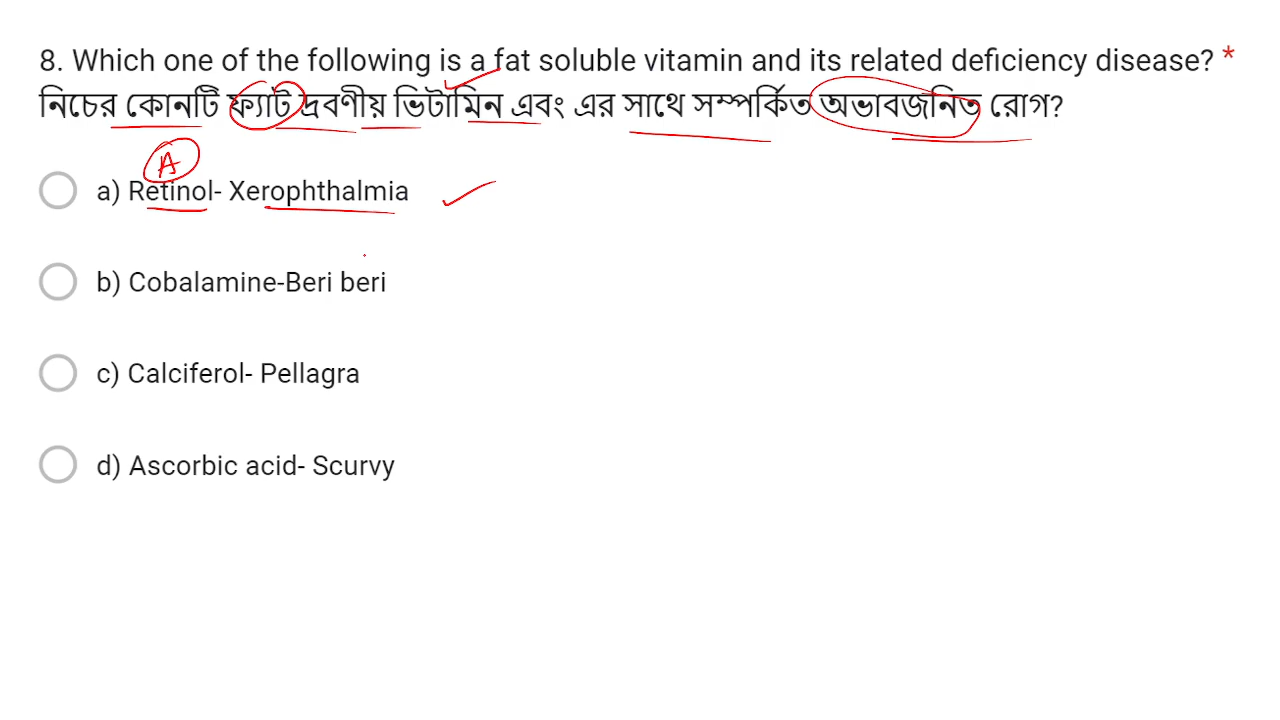 8. Which one of the following is a fat soluble vitamin and its related deficiency disease? *
নিচের কোনটি ফ্যাট দ্রবণীয় ভিটামিন এবং এর সাথে সম্পর্কিত অভাবজনিত রোগ?
A
a) Retinol- Xerophthalmia
b) Cobalamine-Beri beri
c) Calciferol- Pellagra
d) Ascorbic acid- Scurvy